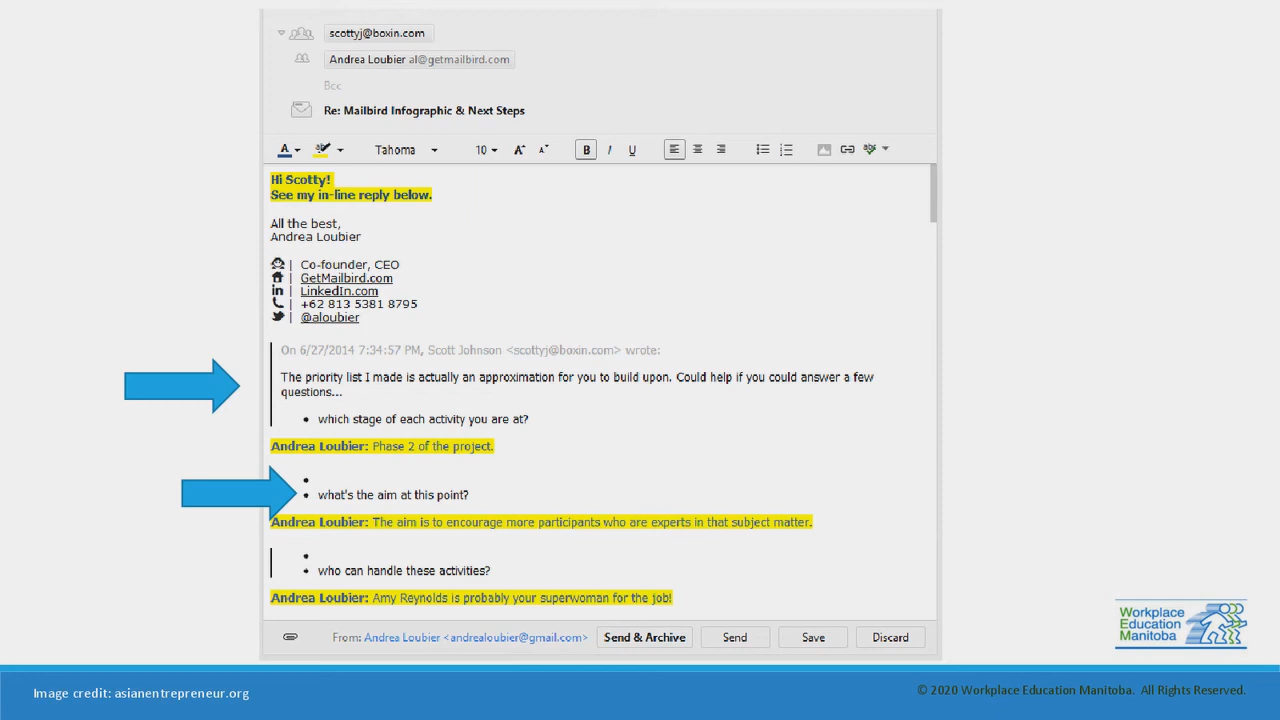 scottyj@boxin.com
Andrea Loubier al@getmailbird.com
Bcc
Re: Mailbird Infographic & Next Steps
A Tahoma 10 A A B I U
Hi Scotty!
See my in-line reply below.
All the best,
Andrea Loubier
| Co-founder, CEO
| GetMailbird.com
in | LinkedIn.com
| +62 813 5381 8795
| @aloubier
On 6/27/2014 7:34:57 PM, Scott Johnson <scottyj@boxin.com> wrote:
The priority list I made is actually an approximation for you to build upon. Could help if you could answer a few
questions...
• which stage of each activity you are at?
Andrea Loubier: Phase 2 of the project.
•
• what's the aim at this point?
Andrea Loubier: The aim is to encourage more participants who are experts in that subject matter.
•
• who can handle these activities?
Andrea Loubier: Amy Reynolds is probably your superwoman for the job!
From: Andrea Loubier <andrealoubier@gmail.com> Send & Archive Send Save Discard
Workplace
Education
Manitoba
Image credit: asianentrepreneur.org
© 2020 Workplace Education Manitoba. All Rights Reserved.